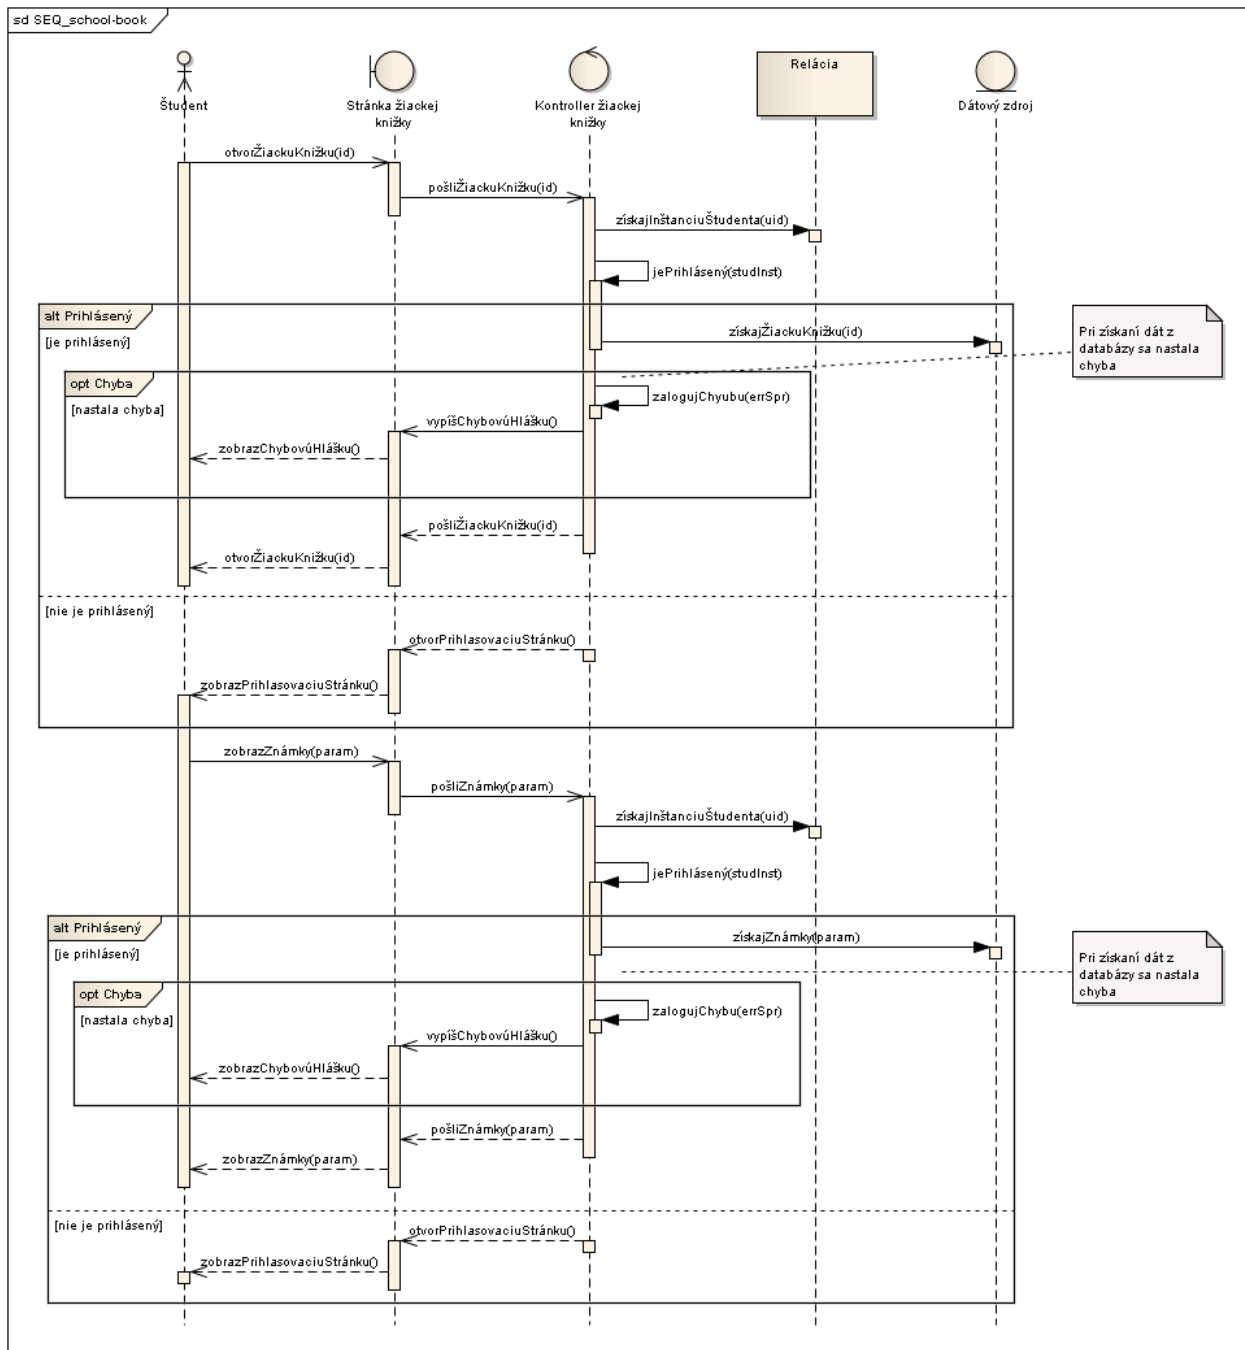 sd SEQ_school-book
Študent
Stránka žiackej
knižky
Kontroller žiackej
knižky
Relácia
Dátový zdroj
otvorŽiackuKnižku(id)
pošliŽiackuKnižku(id)
získajInštanciuŠtudenta(uid)
jePrihlásený(studInst)
alt Prihlásený
[je prihlásený]
získajŽiackuKnižku(id)
Pri získaní dát z
databázy sa nastala
chyba
opt Chyba
[nastala chyba]
zalogujChyubu(errSpr)
vypíšChybovúHlášku()
zobrazChybovúHlášku()
pošliŽiackuKnižku(id)
otvorŽiackuKnižku(id)
[nie je prihlásený]
otvorPrihlasovaciuStránku()
zobrazPrihlasovaciuStránku()
zobrazZnámky(param)
pošliZnámky(param)
získajInštanciuŠtudenta(uid)
jePrihlásený(studInst)
alt Prihlásený
[je prihlásený]
získajZnámky(param)
Pri získaní dát z
databázy sa nastala
chyba
opt Chyba
[nastala chyba]
zalogujChybu(errSpr)
vypíšChybovúHlášku()
zobrazChybovúHlášku()
pošliZnámky(param)
zobrazZnámky(param)
[nie je prihlásený]
otvorPrihlasovaciuStránku()
zobrazPrihlasovaciuStránku()